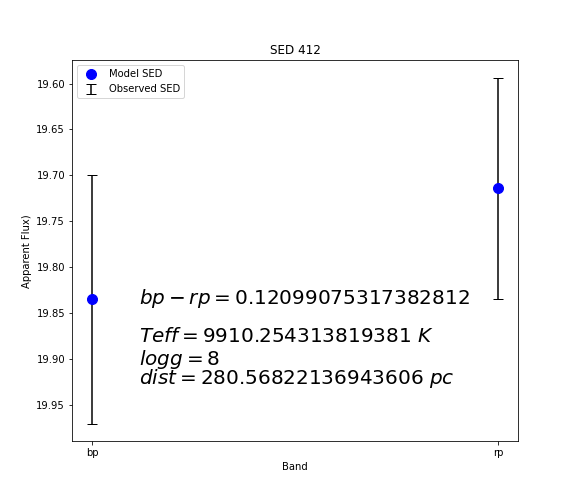 SED 412
Model SED
Observed SED
19.60
19.65
19.70
19.75
19.80
19.85
19.90
19.95
Apparent Flux)
bp − rp = 0.12099075317382812
Teff = 9910.254313819381 K
logg = 8
dist = 280.56822136943606 pc
bp
rp
Band